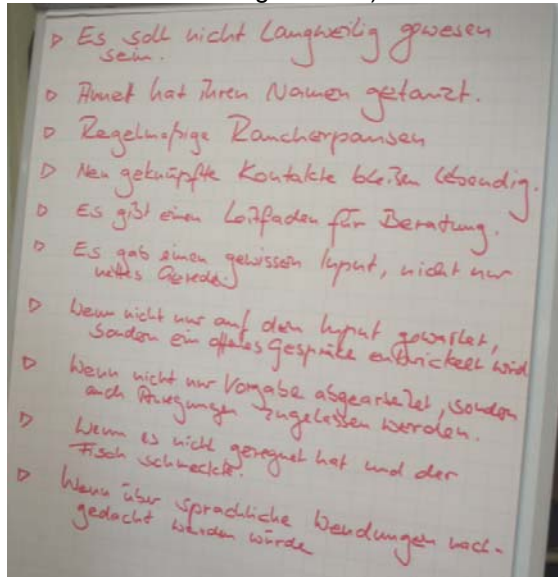 ▷ Es soll nicht Langweilig gewesen
sein.
▷ Annet hat ihren Namen getanzt.
▷ Regelmäßige Raucherpausen
▷ Neu geknüpfte Kontakte bleiben lebendig.
▷ Es gibt einen Leitfaden für Beratung.
▷ Es gab einen gewissen Input, nicht nur
nettes Gerede.
▷ Wenn nicht nur auf den Input gewartet,
sondern ein offenes Gespräch entwickelt wird
▷ Wenn nicht nur Vorgabe abgearbeitet, sondern
auch Anregungen zugelassen werden.
▷ Wenn es nicht geregnet hat und der
Fisch schmeckte.
▷ Wenn über sprachliche Wendungen nach-
gedacht werden würde